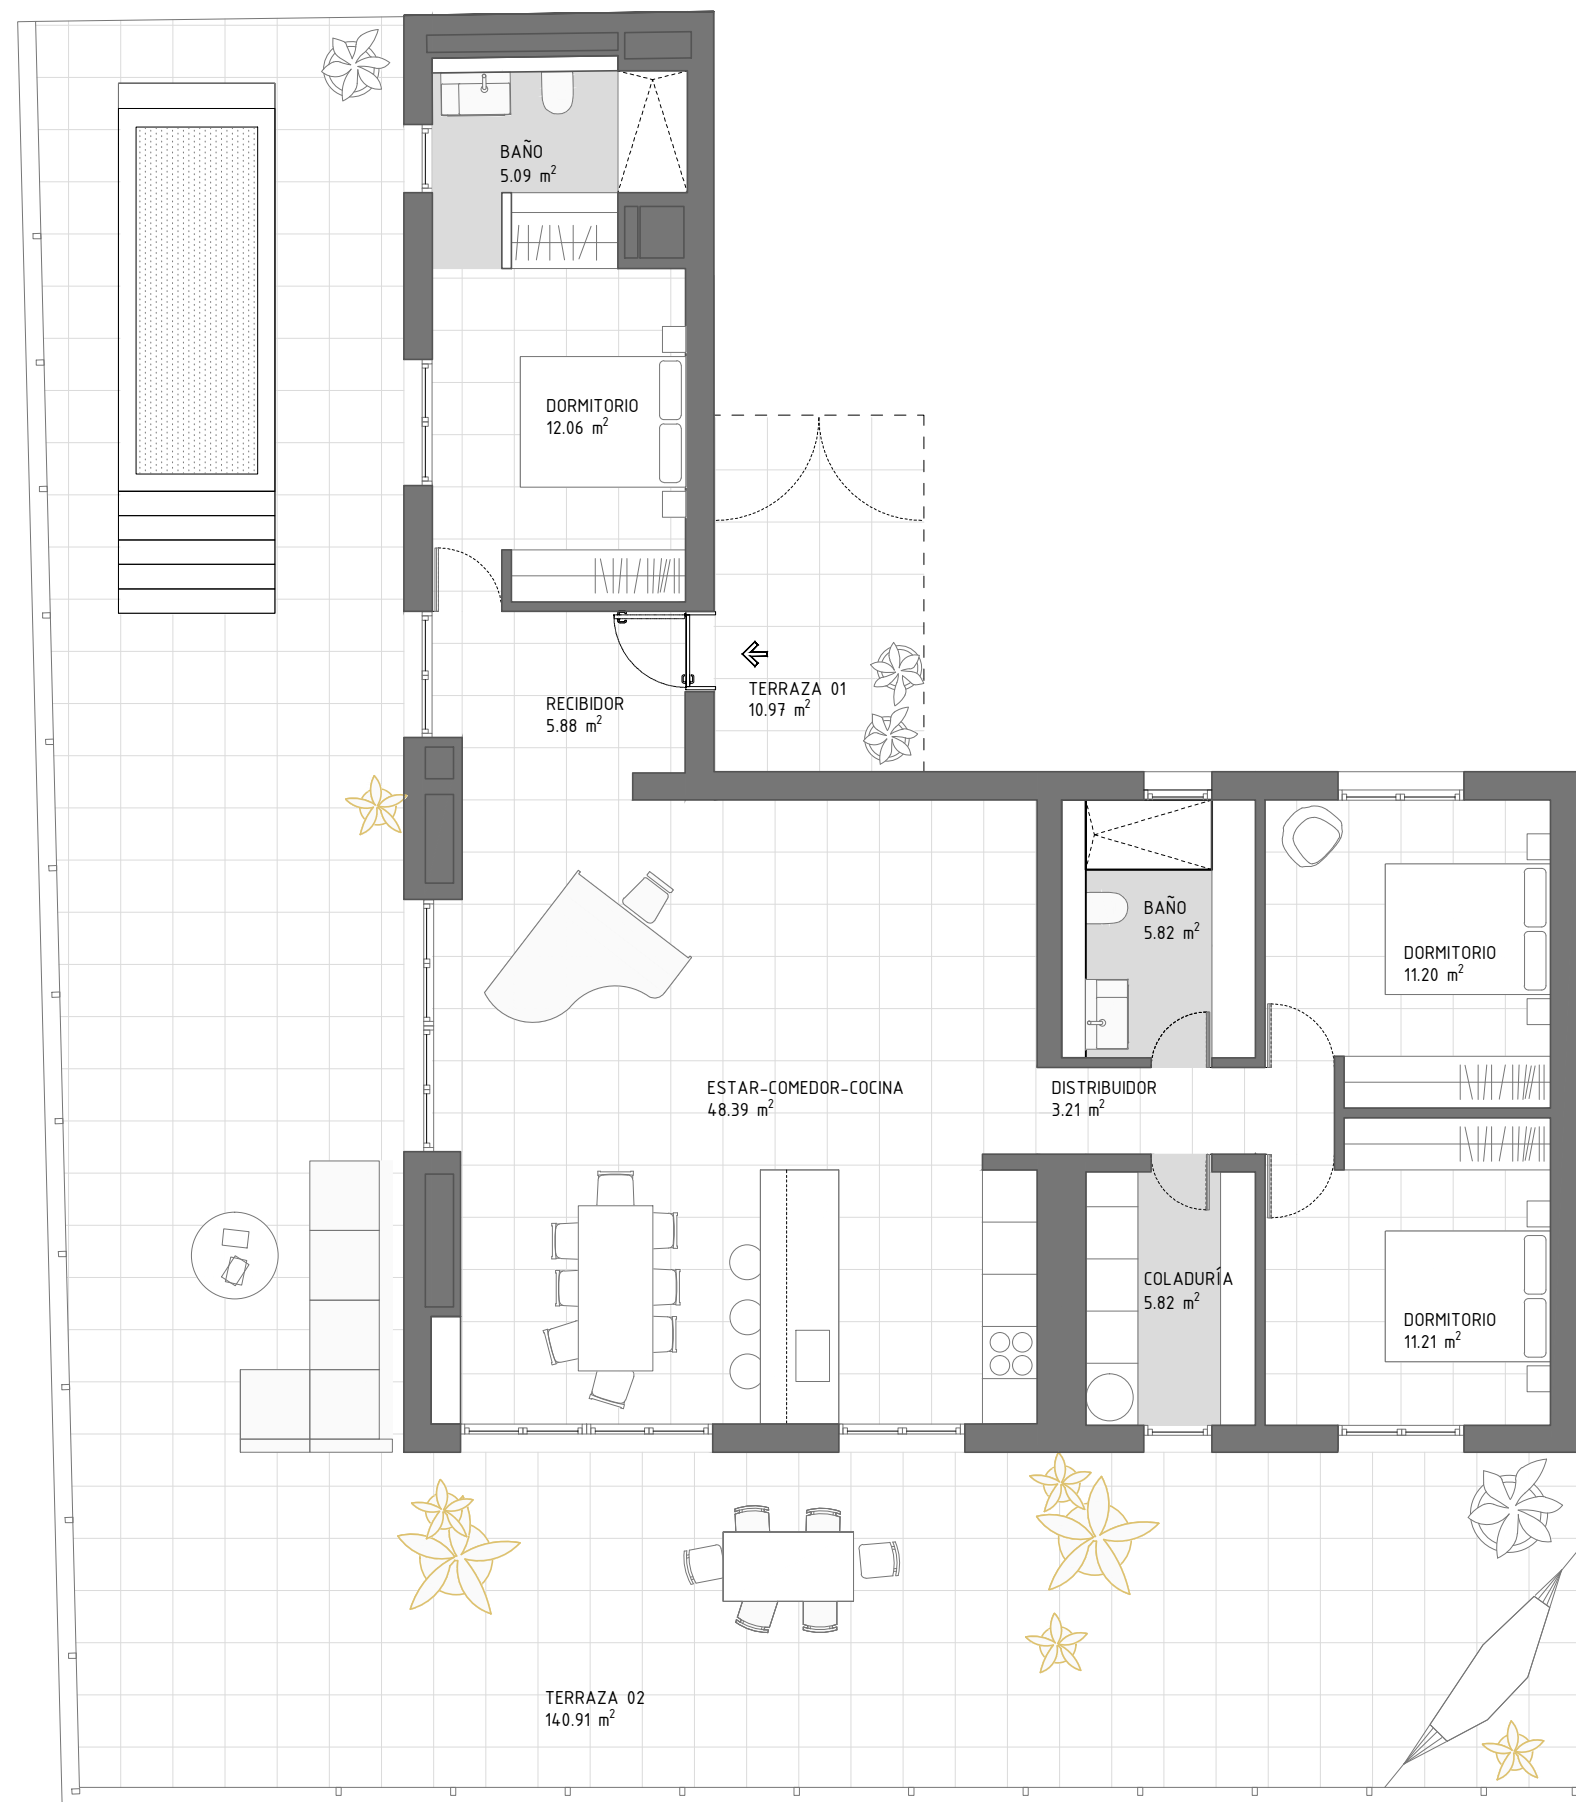 BAÑO
5.09 m²
DORMITORIO
12.06 m²
RECIBIDOR
5.88 m²
TERRAZA 01
10.97 m²
BAÑO
5.82 m²
DORMITORIO
11.20 m²
ESTAR-COMEDOR-COCINA
48.39 m²
DISTRIBUIDOR
3.21 m²
COLADURÍA
5.82 m²
DORMITORIO
11.21 m²
TERRAZA 02
140.91 m²